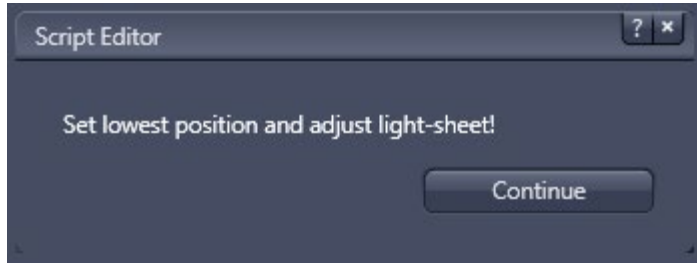 Script Editor
? ×
Set lowest position and adjust light-sheet!
Continue